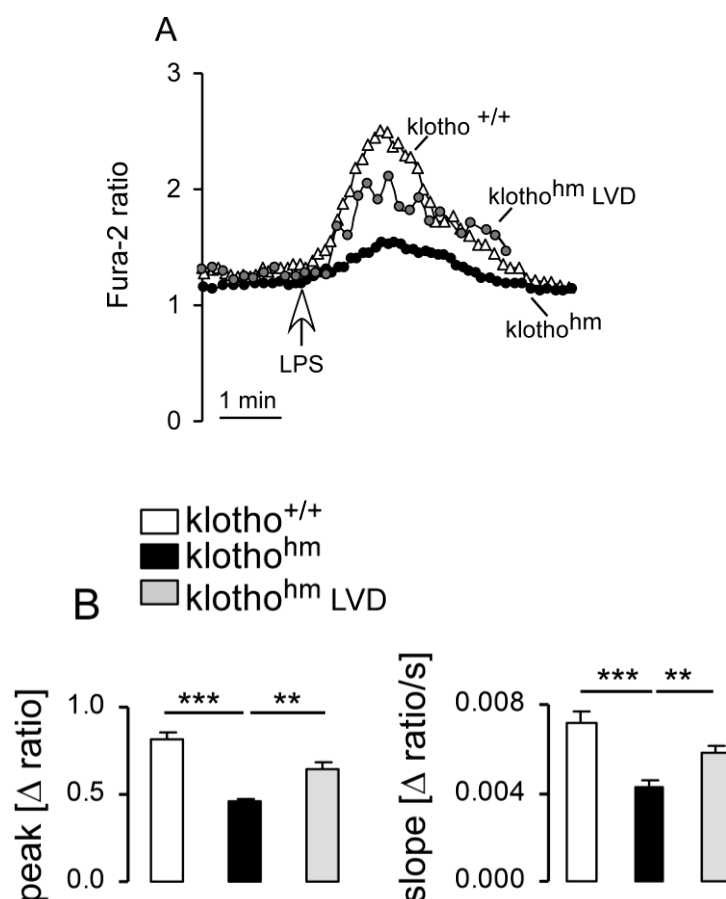 A
3
klotho +/+
2
klotho hm LVD
Fura-2 ratio
1
klotho hm
LPS
1 min
0
klotho +/+
klotho hm
klotho hm LVD
B
peak [Δ ratio]
1.0
0.5
0.0
***
**
slope [Δ ratio/s]
0.008
0.004
0.000
***
**